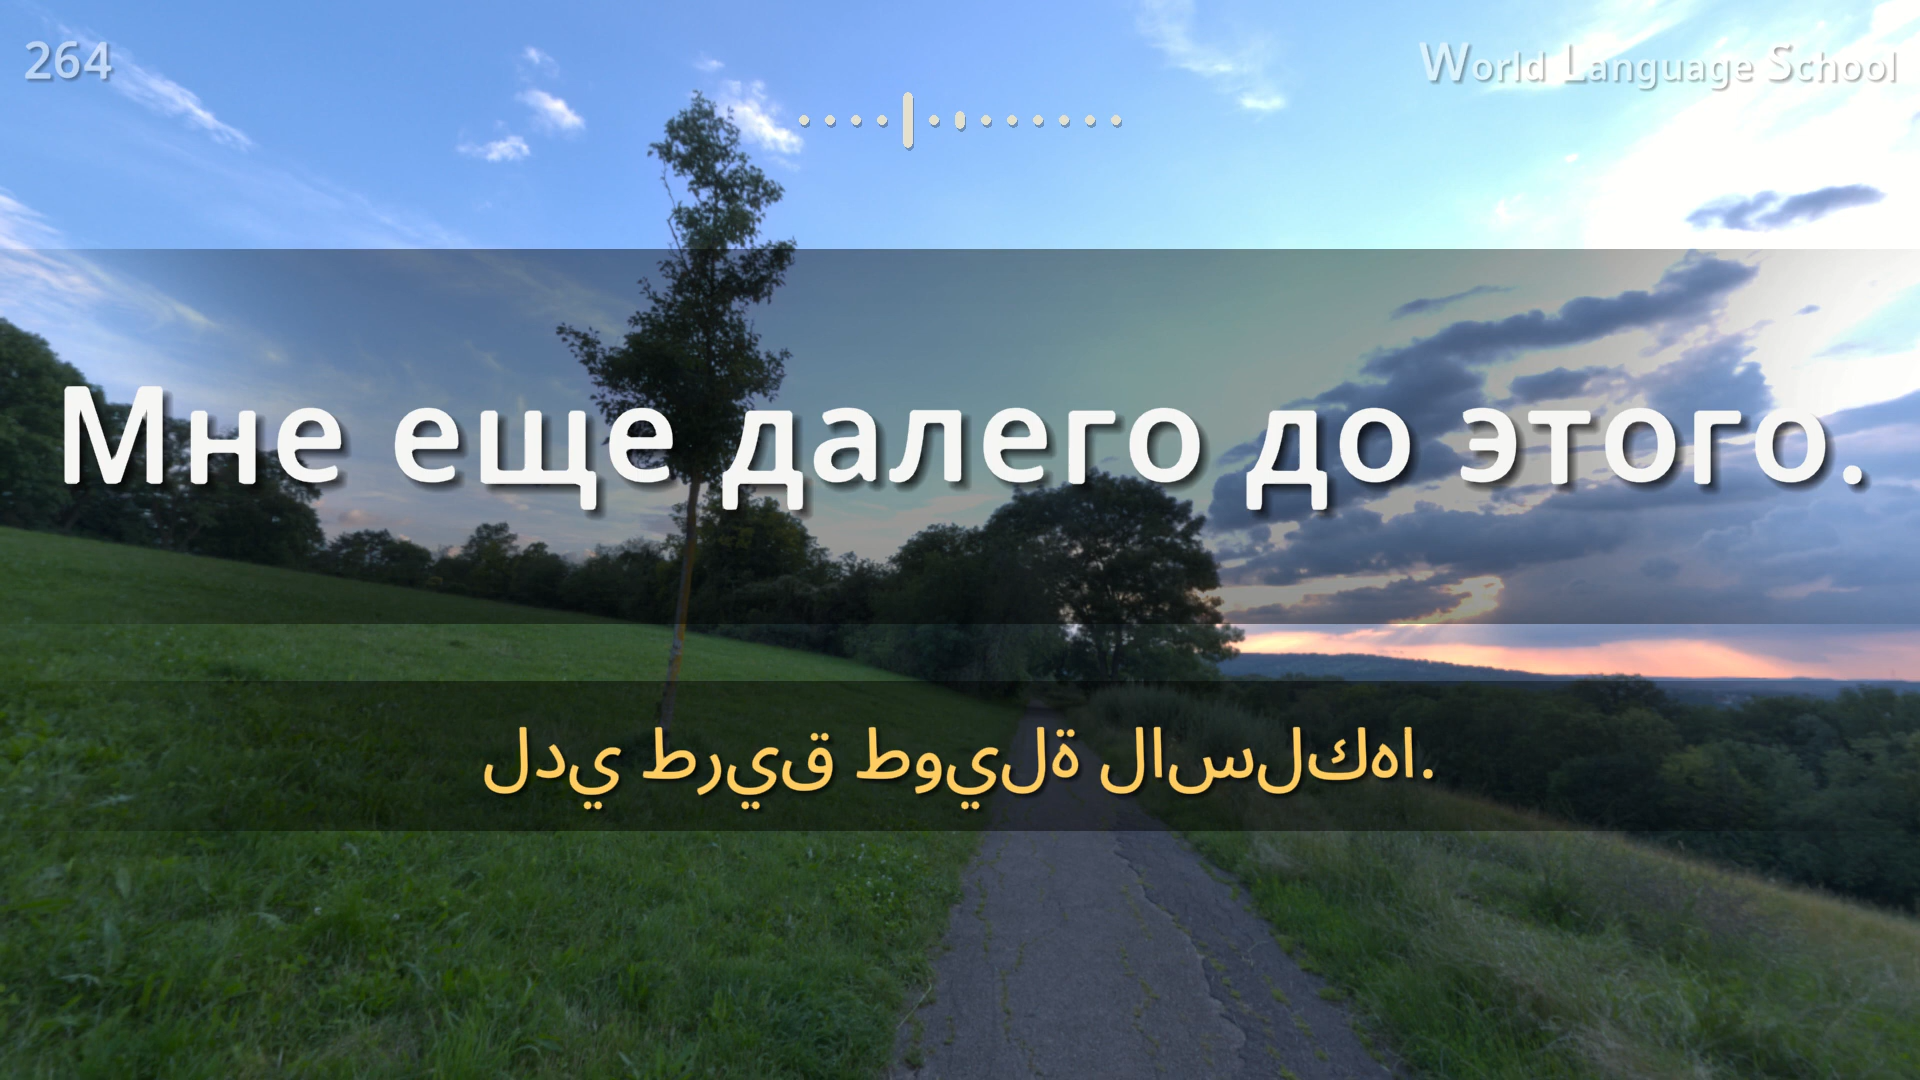 264
World Language School
Мне еще далего до этого.
لدي طريق طويلة لاسلكها.